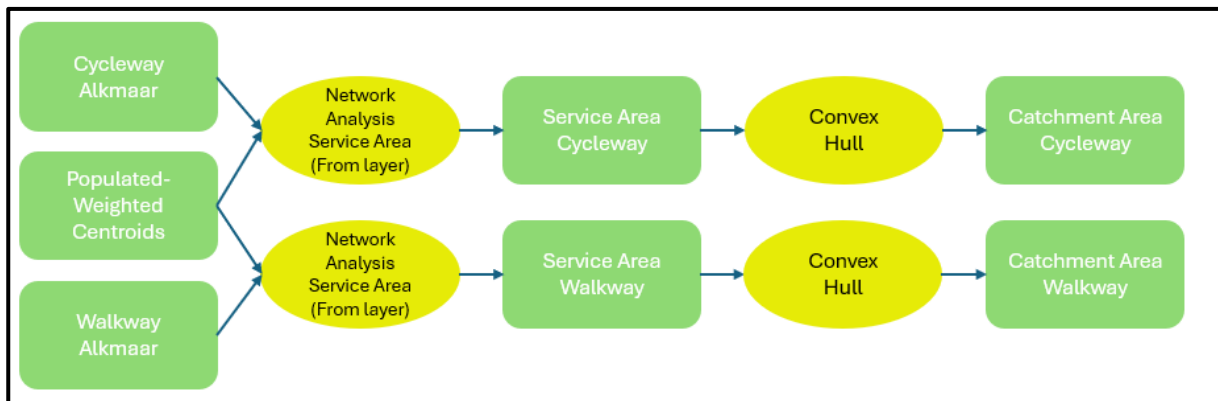 Cycleway
Alkmaar
Network
Analysis
Service Area
(From layer)
Service Area
Cycleway
Convex
Hull
Catchment Area
Cycleway
Populated-
Weighted
Centroids
Network
Analysis
Service Area
(From layer)
Service Area
Walkway
Convex
Hull
Catchment Area
Walkway
Walkway
Alkmaar